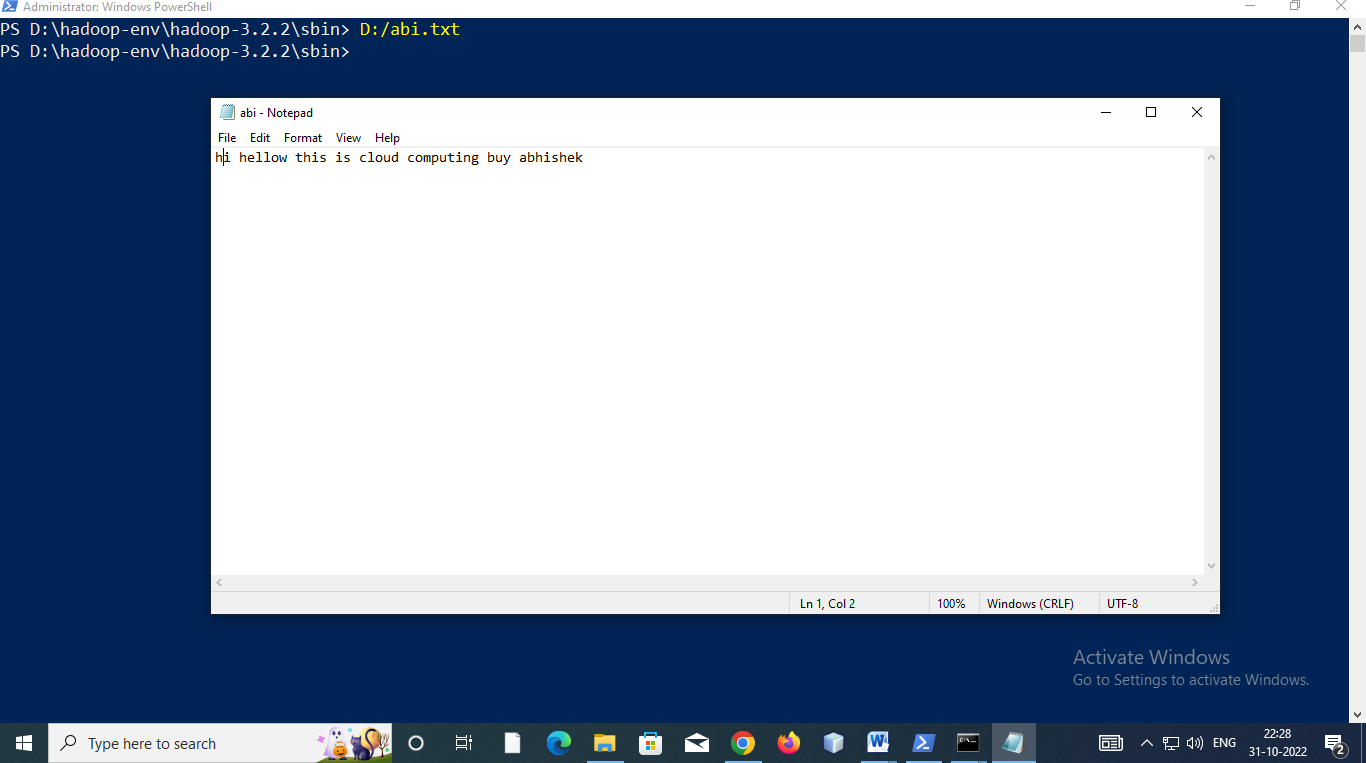 Administrator: Windows PowerShell
PS D:\hadoop-env\hadoop-3.2.2\sbin> D:/abi.txt
PS D:\hadoop-env\hadoop-3.2.2\sbin>
abi - Notepad
File Edit Format View Help
hi hellow this is cloud computing buy abhishek
Ln 1, Col 2 100% Windows (CRLF) UTF-8
Activate Windows
Go to Settings to activate Windows.
Type here to search
ENG
22:28
31-10-2022
2